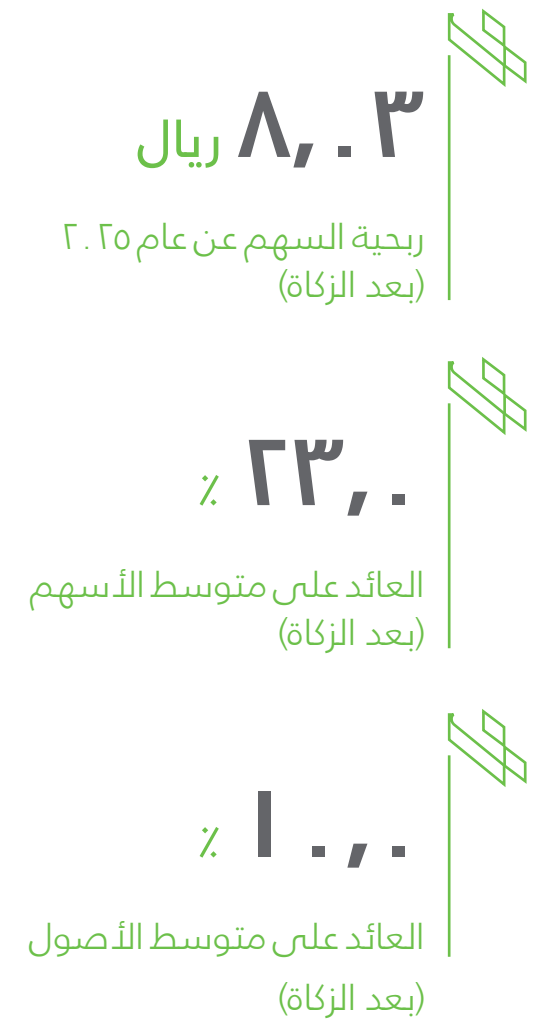 ٨,٠٣ ريال
ربحية السهم عن عام ٢٠٢٥
(بعد الزكاة)
٢٣,٠ ٪
العائد على متوسط الأسهم
(بعد الزكاة)
١٠,٠ ٪
العائد على متوسط الأصول
(بعد الزكاة)